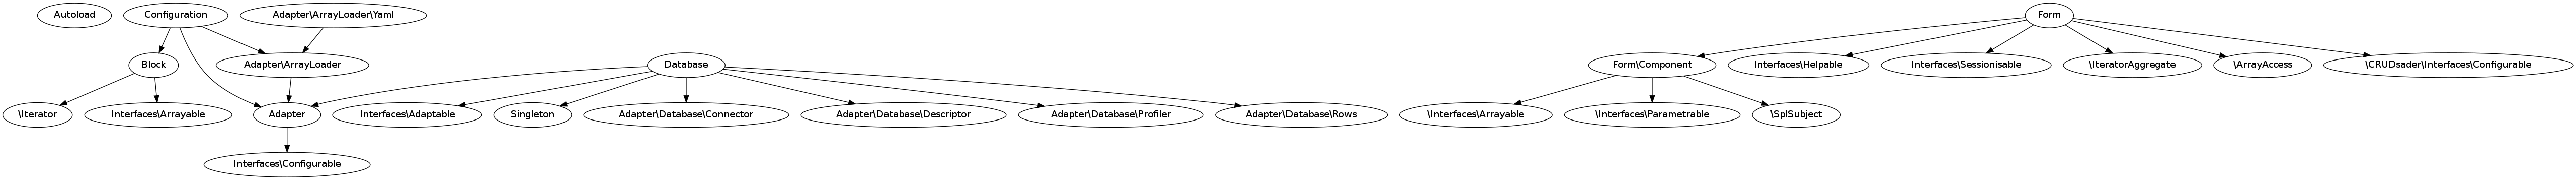 Autoload
Configuration
Adapter\ArrayLoader\Yaml
Form
Block
Adapter\ArrayLoader
Database
Form\Component
Interfaces\Helpable
Interfaces\Sessionisable
\IteratorAggregate
\ArrayAccess
\CRUDsader\Interfaces\Configurable
\Iterator
Interfaces\Arrayable
Adapter
Interfaces\Adaptable
Singleton
Adapter\Database\Connector
Adapter\Database\Descriptor
Adapter\Database\Profiler
Adapter\Database\Rows
\Interfaces\Arrayable
\Interfaces\Parametrable
\SplSubject
Interfaces\Configurable